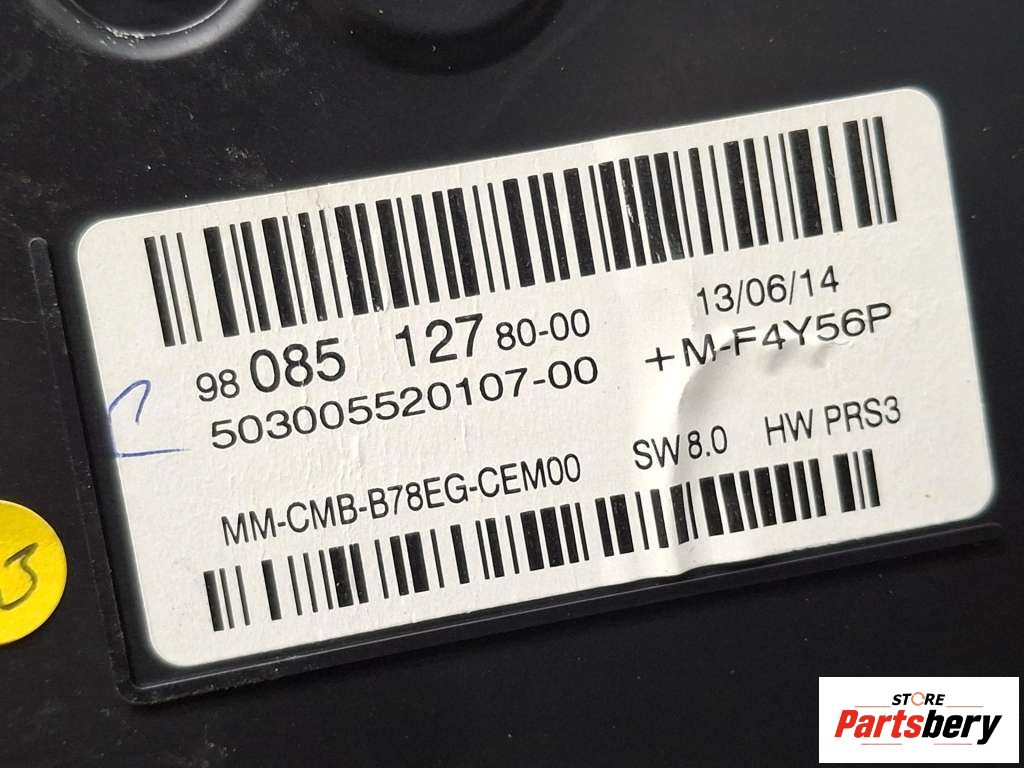 98 085 127 80-00 13/06/14
503005520107-00 +M-F4Y56P
MM-CMB-B78EG-CEM00 SW 8.0 HW PRS3
3
STORE
Partsbery